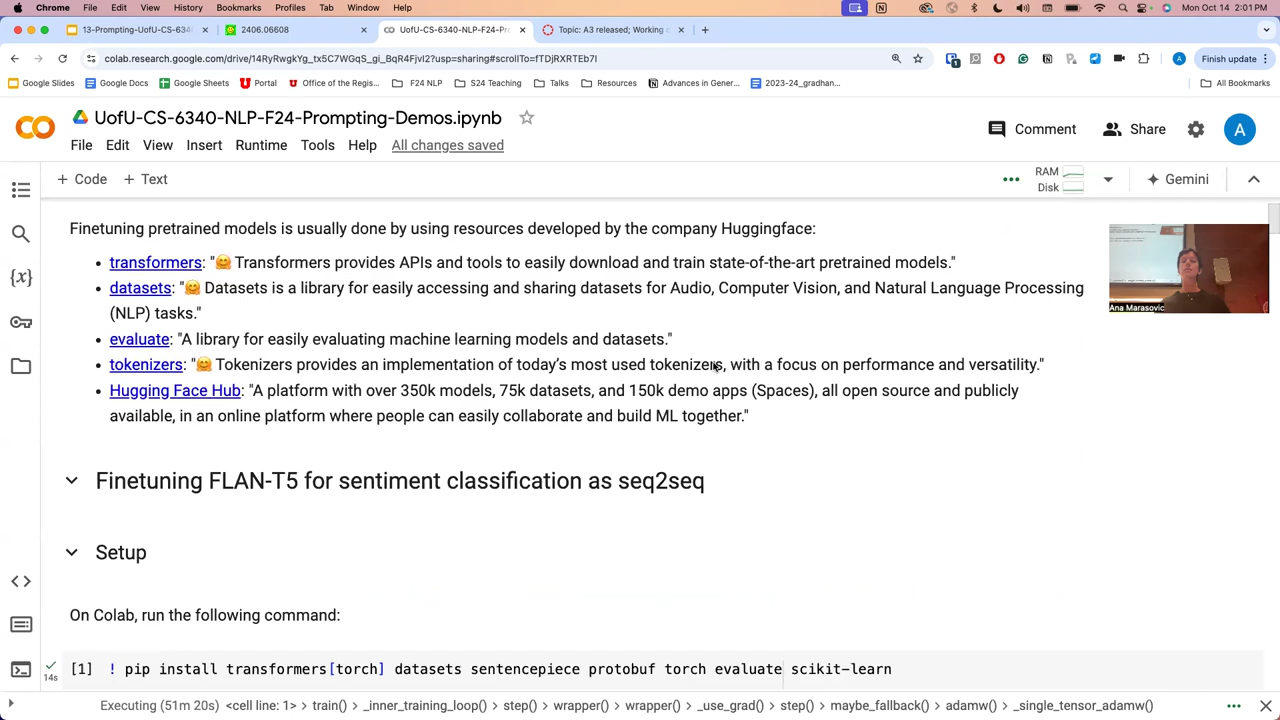 Chrome File Edit View History Bookmarks Profiles Tab Window Help Mon Oct 14 2:01 PM
13-Prompting-UofU-CS-634 2406.06608 UofU-CS-6340-NLP-F24-Pro Topic: A3 released; Working
colab.research.google.com/drive/14RyRwgkYs_tx5C7WGqS_gi_BqR4FjvI2?usp=sharing#scrollTo=fTDjRXRTEb7I Finish update
Google Slides Google Docs Google Sheets Portal Office of the Regis... F24 NLP S24 Teaching Talks Resources Advances in Gener... 2023-24_gradhan... All Bookmarks
UofU-CS-6340-NLP-F24-Prompting-Demos.ipynb
Comment Share A
File Edit View Insert Runtime Tools Help All changes saved
+ Code + Text RAM Disk Gemini
Finetuning pretrained models is usually done by using resources developed by the company Huggingface:
• transformers: "🤗 Transformers provides APIs and tools to easily download and train state-of-the-art pretrained models."
• datasets: "🤗 Datasets is a library for easily accessing and sharing datasets for Audio, Computer Vision, and Natural Language Processing
(NLP) tasks."
• evaluate: "A library for easily evaluating machine learning models and datasets."
• tokenizers: "🤗 Tokenizers provides an implementation of today's most used tokenizers, with a focus on performance and versatility."
• Hugging Face Hub: "A platform with over 350k models, 75k datasets, and 150k demo apps (Spaces), all open source and publicly
available, in an online platform where people can easily collaborate and build ML together."
Ana Marasovic
Finetuning FLAN-T5 for sentiment classification as seq2seq
Setup
On Colab, run the following command:
[1] ! pip install transformers[torch] datasets sentencepiece protobuf torch evaluate scikit-learn
14s
Executing (51m 20s) <cell line: 1> > train() > _inner_training_loop() > step() > wrapper() > wrapper() > _use_grad() > step() > maybe_fallback() > adamw() > _single_tensor_adamw()